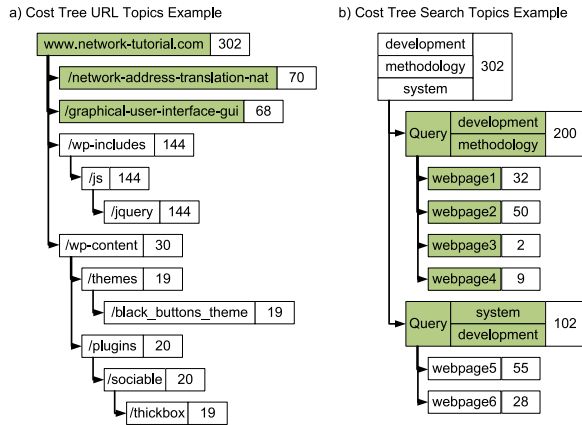 a) Cost Tree URL Topics Example
www.network-tutorial.com 302
/network-address-translation-nat 70
/graphical-user-interface-gui 68
/wp-includes 144
/js 144
/jquery 144
/wp-content 30
/themes 19
/black_buttons_theme 19
/plugins 20
/sociable 20
/thickbox 19
b) Cost Tree Search Topics Example
development
methodology
system
302
Query
development
methodology
200
webpage1 32
webpage2 50
webpage3 2
webpage4 9
Query
system
development
102
webpage5 55
webpage6 28